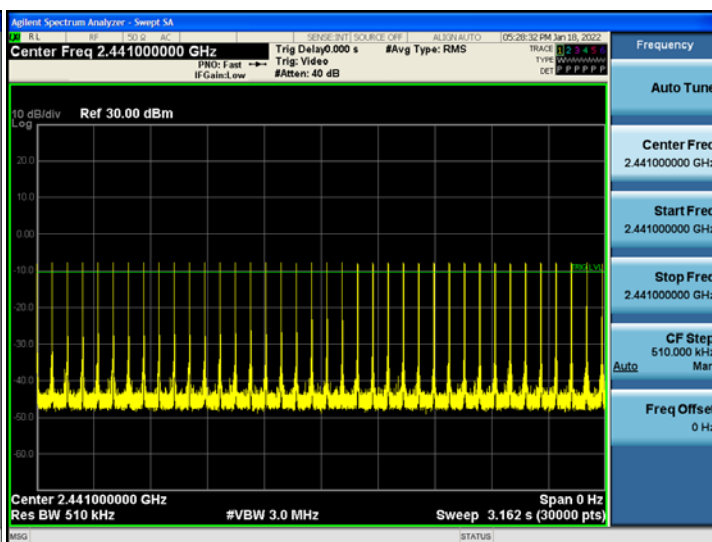 Agilent Spectrum Analyzer - Swept SA
RL RF 50 Ω AC SENSE:INT SOURCE OFF ALIGNAUTO 05:28:32 PM Jan 18, 2022
Center Freq 2.441000000 GHz
PNO: Fast
IFGain:Low
Trig Delay0.000 s
Trig: Video
#Atten: 40 dB
#Avg Type: RMS
TRACE 1 2 3 4 5 6
TYPE
DET P P P P P P
10 dB/div Ref 30.00 dBm
Log
20.0
10.0
0.00
-10.0
-20.0
-30.0
-40.0
-50.0
-60.0
TRIG LVL
Center 2.441000000 GHz Span 0 Hz
Res BW 510 kHz #VBW 3.0 MHz Sweep 3.162 s (30000 pts)
MSG STATUS
Frequency
Auto Tune
Center Freq
2.441000000 GHz
Start Freq
2.441000000 GHz
Stop Freq
2.441000000 GHz
CF Step
510.000 kHz
Auto Man
Freq Offset
0 Hz